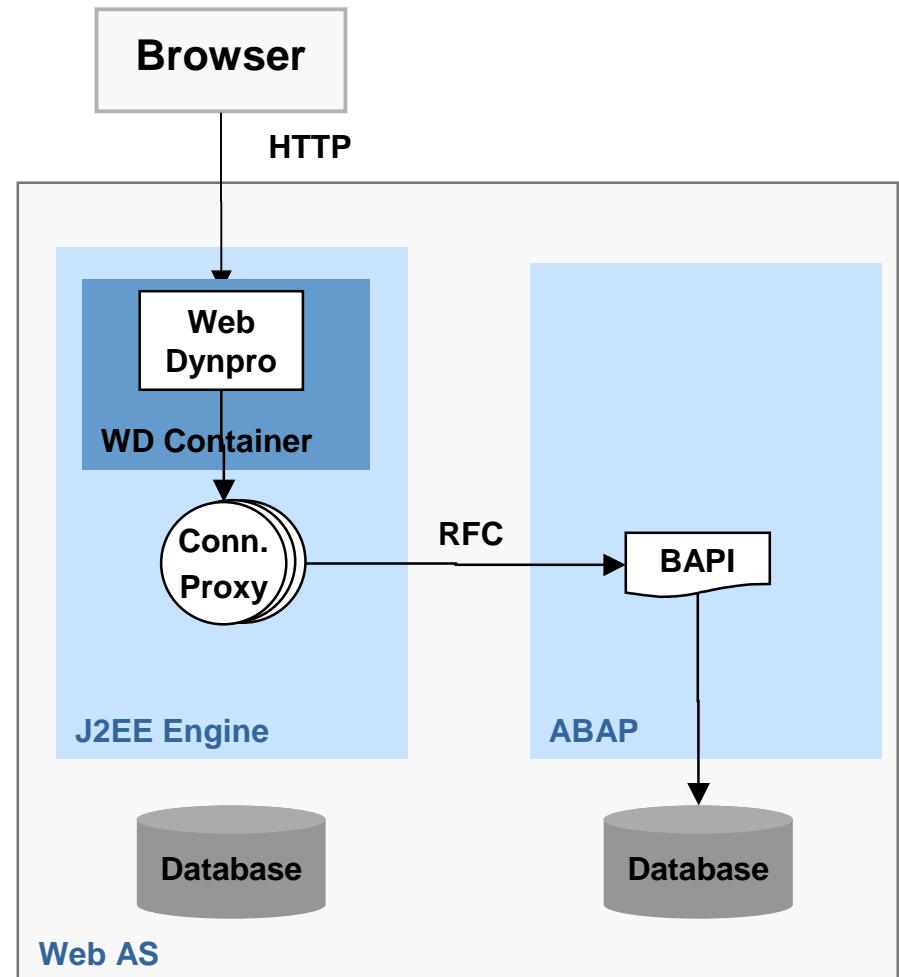 Browser
HTTP
Web
Dynpro
WD Container
Conn.
Proxy
RFC
BAPI
J2EE Engine
ABAP
Database
Database
Web AS